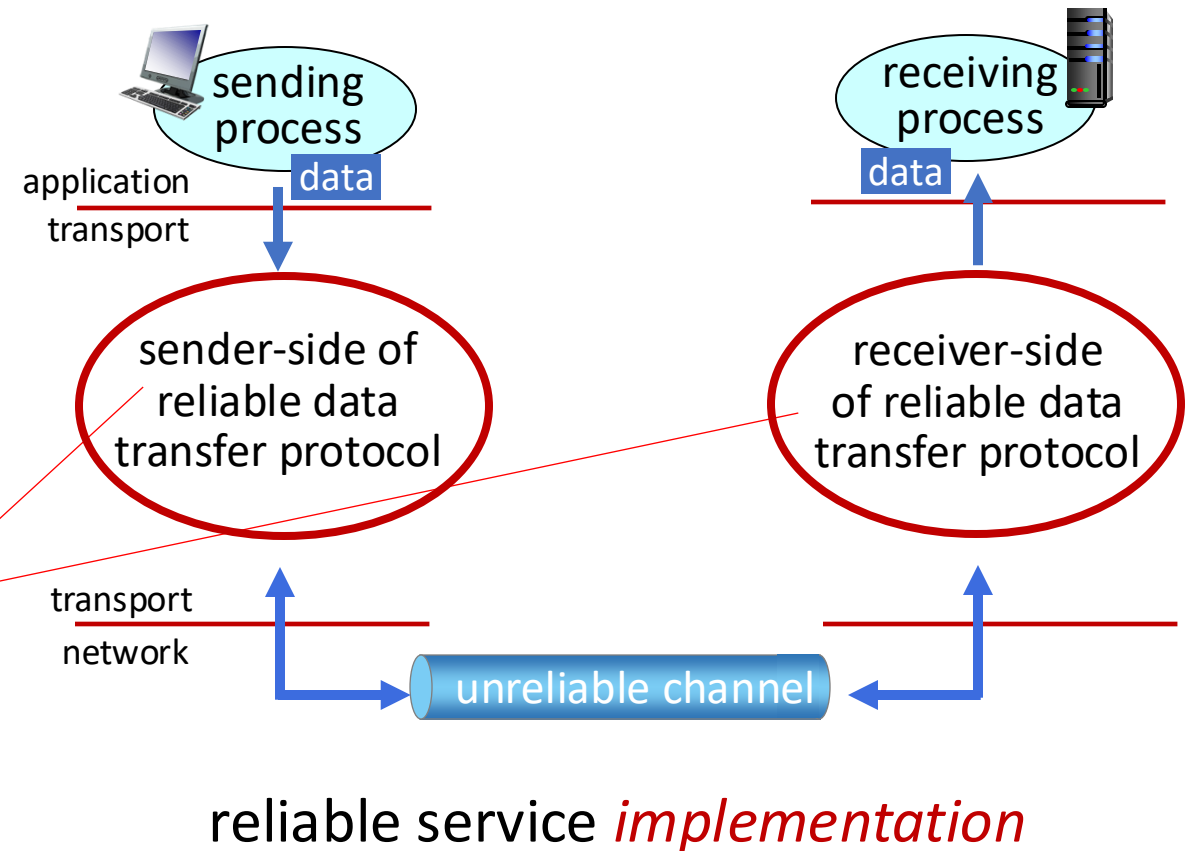 sending
process
data
application
transport
receiving
process
data
sender-side of
reliable data
transfer protocol
receiver-side
of reliable data
transfer protocol
transport
network
unreliable channel
reliable service implementation